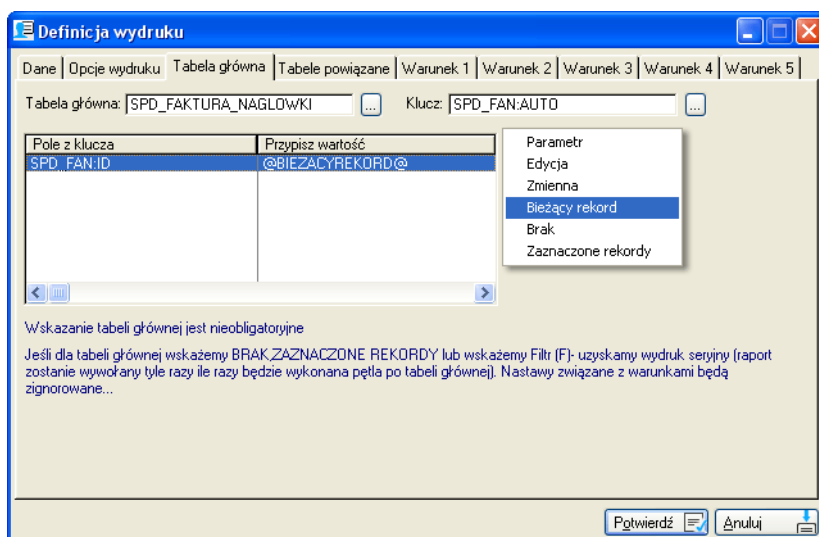 Definicja wydruku
Dane Opcje wydruku Tabela główna Tabele powiązane Warunek 1 Warunek 2 Warunek 3 Warunek 4 Warunek 5
Tabela główna: SPD_FAKTURA_NAGLOWKI ... Klucz: SPD_FAN:AUTO ...
Pole z klucza Przypisz wartość
SPD_FAN:ID @BIEZACYREKORD@
Parametr
Edycja
Zmienna
Bieżący rekord
Brak
Zaznaczone rekordy
Wskazanie tabeli głównej jest nieobligatoryjne
Jeśli dla tabeli głównej wskażemy BRAK,ZAZNACZONE REKORDY lub wskażemy Filtr (F)- uzyskamy wydruk seryjny (raport
zostanie wywołany tyle razy ile razy będzie wykonana pętla po tabeli głównej). Nastawy związane z warunkami będą
zignorowane...
Potwierdź Anuluj